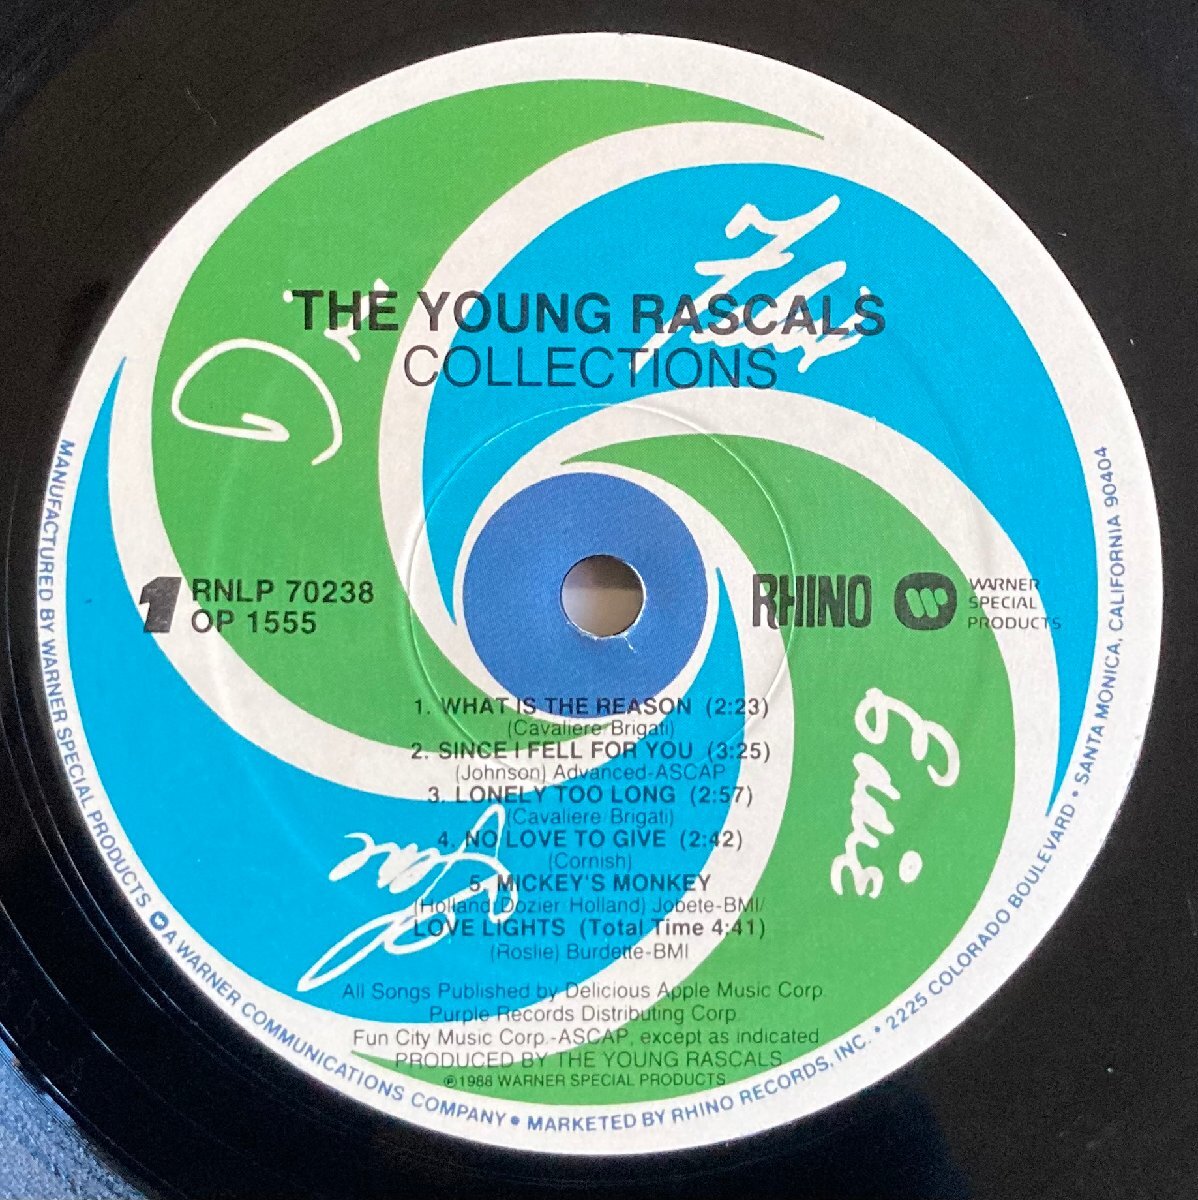 THE YOUNG RASCALS
COLLECTIONS
Felix
Gene
Eddie
Dino
1
RNLP 70238
OP 1555
RHINO
WARNER
SPECIAL
PRODUCTS
1. WHAT IS THE REASON (2:23)
(Cavaliere Brigati)
2. SINCE I FELL FOR YOU (3:25)
(Johnson) Advanced-ASCAP
3. LONELY TOO LONG (2:57)
(Cavaliere/Brigati)
4. NO LOVE TO GIVE (2:42)
(Cornish)
5. MICKEY'S MONKEY
(Holland/Dozier/Holland) Jobete-BMI/
LOVE LIGHTS (Total Time 4:41)
(Roslie) Burdette-BMI
All Songs Published by Delicious Apple Music Corp.
Purple Records Distributing Corp.
Fun City Music Corp.-ASCAP, except as indicated
PRODUCED BY THE YOUNG RASCALS
℗1988 WARNER SPECIAL PRODUCTS
MANUFACTURED BY WARNER SPECIAL PRODUCTS A WARNER COMMUNICATIONS COMPANY • MARKETED BY RHINO RECORDS, INC. • 2225 COLORADO BOULEVARD • SANTA MONICA, CALIFORNIA 90404